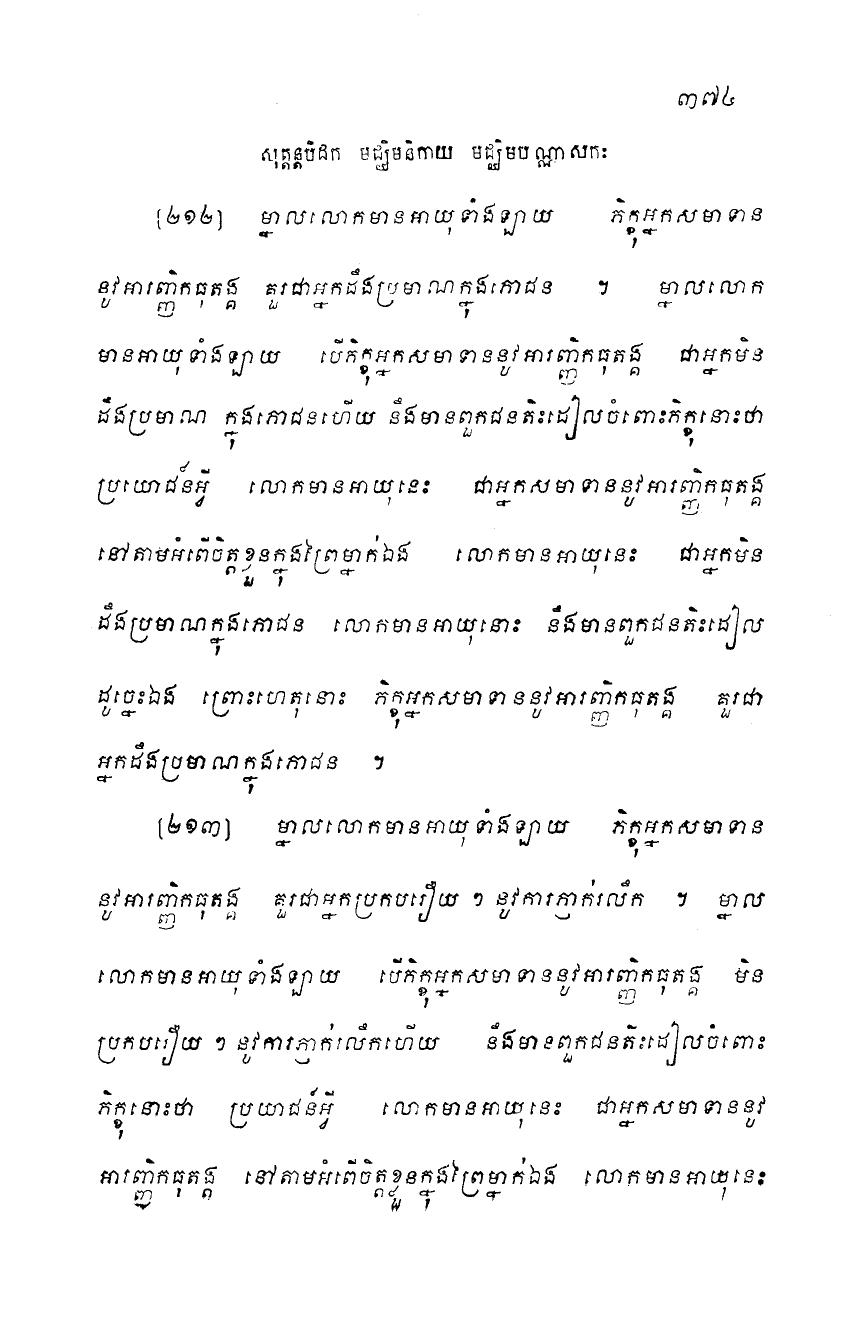 ៣៧៤
សុត្តន្តបិដក មជ្ឈិមនិកាយ មជ្ឈិមបណ្ណាសកៈ
[២១២] ម្នាលលោកមានអាយុទាំងឡាយ ភិក្ខុអ្នកសមាទាន
នូវអារញ្ញិកធុតង្គ គួរជាអ្នកដឹងប្រមាណក្នុងភោជន ។ ម្នាលលោក
មានអាយុទាំងឡាយ បើភិក្ខុអ្នកសមាទាននូវអារញ្ញិកធុតង្គ ជាអ្នកមិន
ដឹងប្រមាណ ក្នុងភោជនហើយ នឹងមានពួកជនតិះដៀលចំពោះភិក្ខុនោះថា
ប្រយោជន៍អ្វី លោកមានអាយុនេះ ជាអ្នកសមាទាននូវអារញ្ញិកធុតង្គ
នៅតាមអំពើចិត្តខ្លួនក្នុងព្រៃម្នាក់ឯង លោកមានអាយុនេះ ជាអ្នកមិន
ដឹងប្រមាណក្នុងភោជន លោកមានអាយុនោះ នឹងមានពួកជនតិះដៀល
ដូច្នេះឯង ព្រោះហេតុនោះ ភិក្ខុអ្នកសមាទាននូវអារញ្ញិកធុតង្គ គួរជា
អ្នកដឹងប្រមាណក្នុងភោជន ។
[២១៣] ម្នាលលោកមានអាយុទាំងឡាយ ភិក្ខុអ្នកសមាទាន
នូវអារញ្ញិកធុតង្គ គួរជាអ្នកប្រកបរឿយ ៗ នូវការភ្ញាក់រលឹក ។ ម្នាល
លោកមានអាយុទាំងឡាយ បើភិក្ខុអ្នកសមាទាននូវអារញ្ញិកធុតង្គ មិន
ប្រកបរឿយ ៗ នូវការភ្ញាក់រលឹកហើយ នឹងមានពួកជនតិះដៀលចំពោះ
ភិក្ខុនោះថា ប្រយោជន៍អ្វី លោកមានអាយុនេះ ជាអ្នកសមាទាននូវ
អារញ្ញិកធុតង្គ នៅតាមអំពើចិត្តខ្លួនក្នុងព្រៃម្នាក់ឯង លោកមានអាយុនេះ